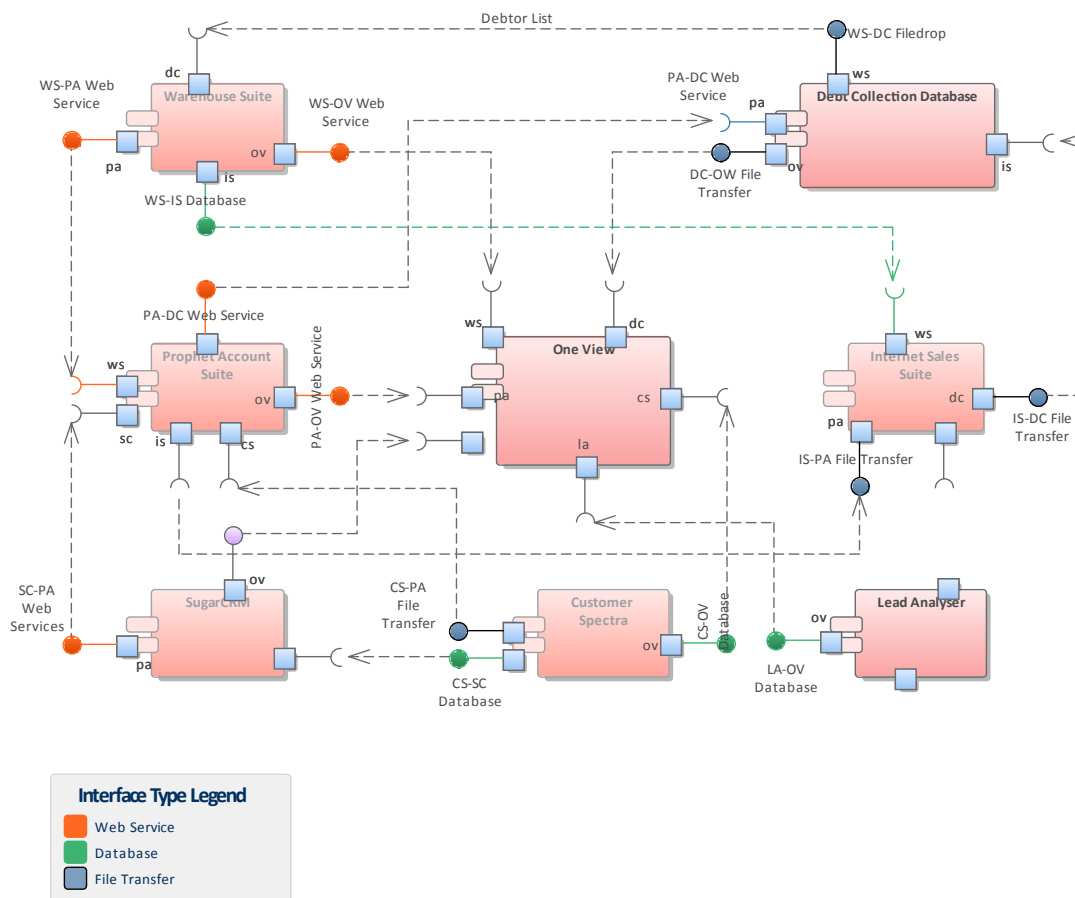 Debtor List
WS-DC Filedrop
dc
ws
WS-PA Web
Service
WS-OV Web
Service
PA-DC Web
Service
pa
Warehouse Suite
Debt Collection Database
pa
ov
is
ov
is
DC-OW File
Transfer
WS-IS Database
PA-DC Web Service
ws
dc
ws
Prophet Account
Suite
One View
Internet Sales
Suite
ws
ov
PA-OV Web Service
pa
cs
dc
IS-DC File
Transfer
sc
is
cs
la
pa
IS-PA File Transfer
ov
SC-PA
Web
Services
SugarCRM
pa
CS-PA
File
Transfer
Customer
Spectra
ov
CS-OV
Database
CS-SC
Database
Lead Analyser
ov
LA-OV
Database
Interface Type Legend
Web Service
Database
File Transfer